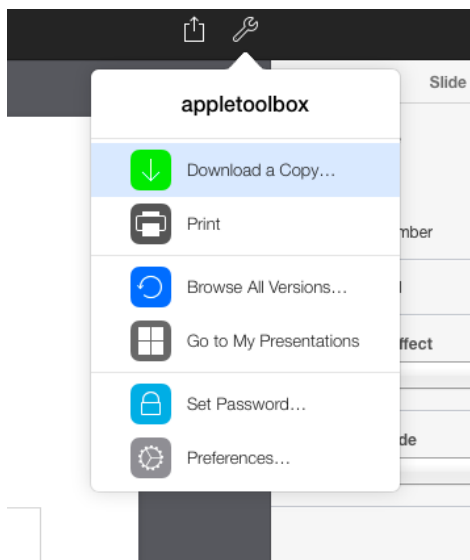 Slide
appletoolbox
Download a Copy...
Print
mber
Browse All Versions...
Go to My Presentations
ffect
Set Password...
de
Preferences...